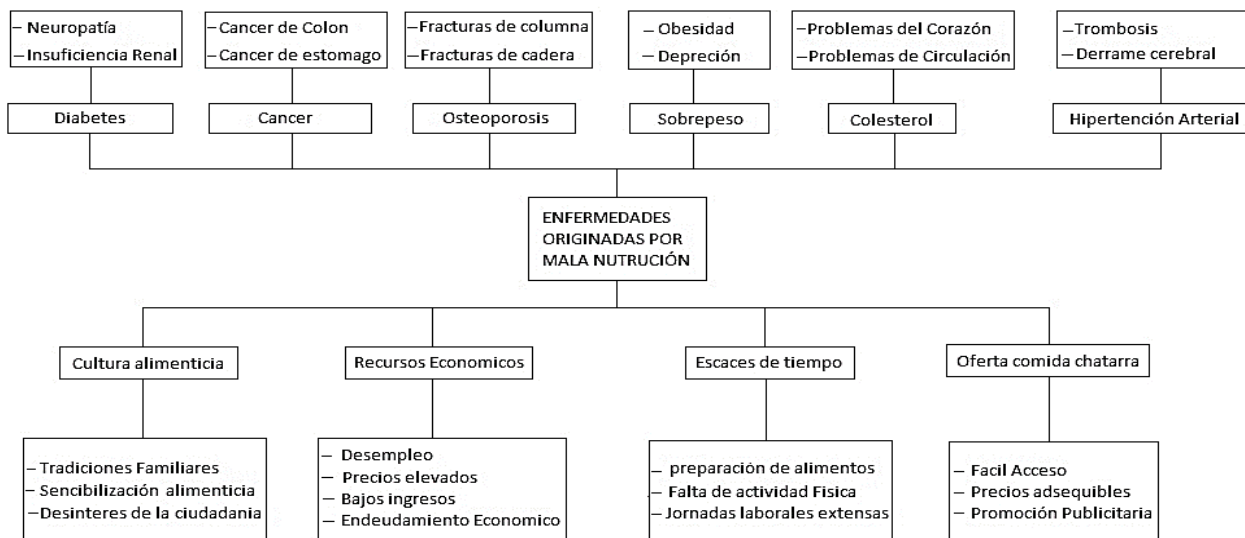 – Neuropatía
– Insuficiencia Renal
– Cancer de Colon
– Cancer de estomago
– Fracturas de columna
– Fracturas de cadera
– Obesidad
– Depreción
– Problemas del Corazón
– Problemas de Circulación
– Trombosis
– Derrame cerebral
Diabetes
Cancer
Osteoporosis
Sobrepeso
Colesterol
Hipertención Arterial
ENFERMEDADES
ORIGINADAS POR
MALA NUTRUCIÓN
Cultura alimenticia
Recursos Economicos
Escaces de tiempo
Oferta comida chatarra
– Tradiciones Familiares
– Sencibilización alimenticia
– Desinteres de la ciudadania
– Desempleo
– Precios elevados
– Bajos ingresos
– Endeudamiento Economico
– preparación de alimentos
– Falta de actividad Fisica
– Jornadas laborales extensas
– Facil Acceso
– Precios adsequibles
– Promoción Publicitaria